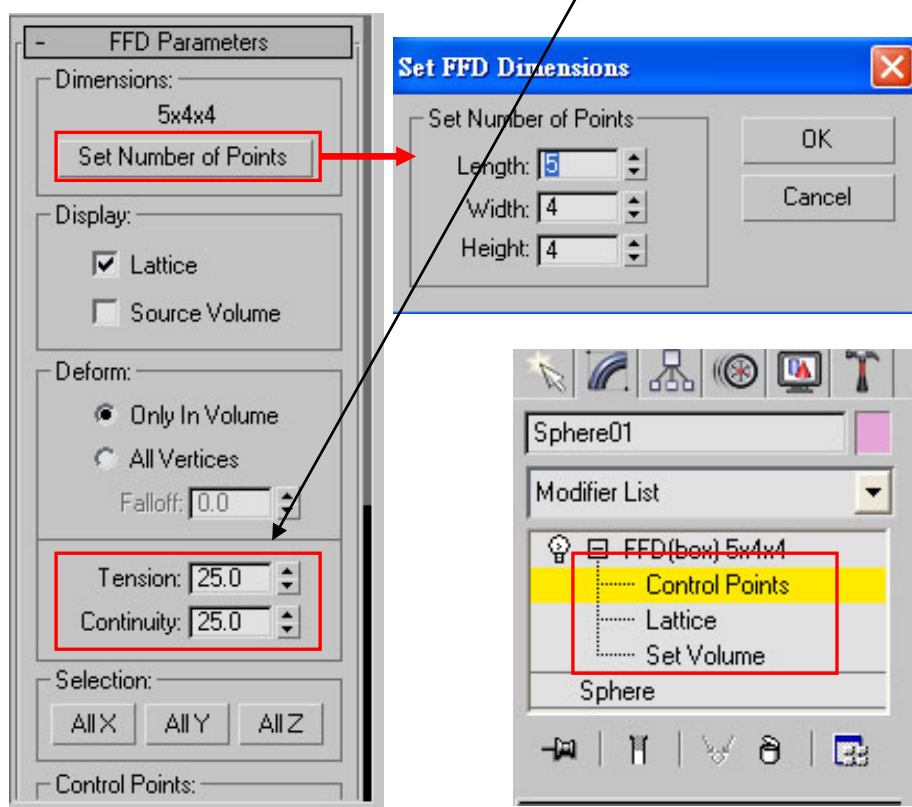 - FFD Parameters
Dimensions:
5x4x4
Set Number of Points
Display:
Lattice
Source Volume
Deform:
Only In Volume
All Vertices
Falloff: 0.0
Tension: 25.0
Continuity: 25.0
Selection:
All X All Y All Z
Control Points:
Set FFD Dimensions
Set Number of Points
Length: 5
Width: 4
Height: 4
OK
Cancel
Sphere01
Modifier List
FFD(box) 5x4x4
Control Points
Lattice
Set Volume
Sphere